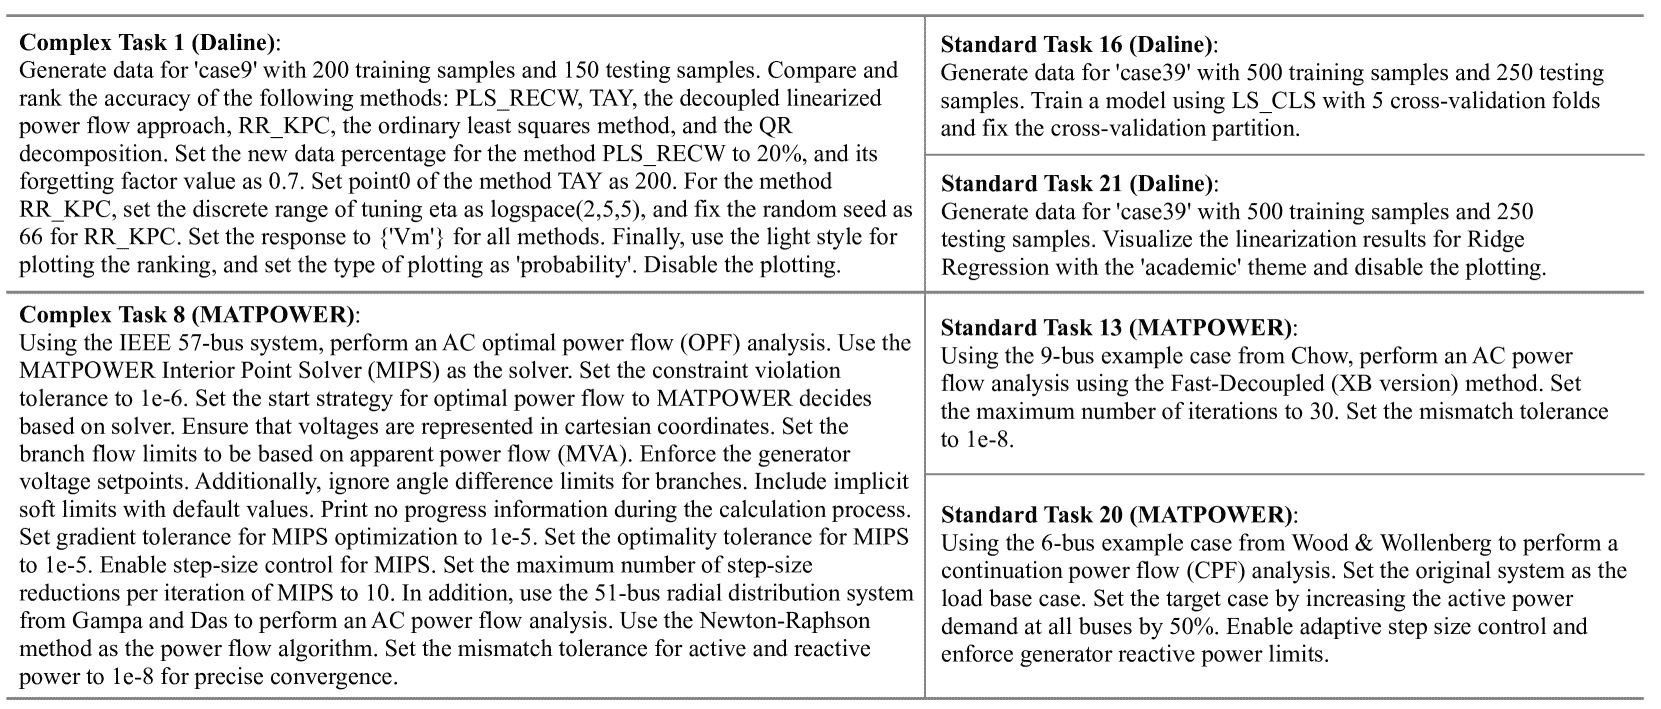 Complex Task 1 (Daline):
Generate data for 'case9' with 200 training samples and 150 testing samples. Compare and
rank the accuracy of the following methods: PLS_RECW, TAY, the decoupled linearized
power flow approach, RR_KPC, the ordinary least squares method, and the QR
decomposition. Set the new data percentage for the method PLS_RECW to 20%, and its
forgetting factor value as 0.7. Set point0 of the method TAY as 200. For the method
RR_KPC, set the discrete range of tuning eta as logspace(2,5,5), and fix the random seed as
66 for RR_KPC. Set the response to {'Vm'} for all methods. Finally, use the light style for
plotting the ranking, and set the type of plotting as 'probability'. Disable the plotting.
Standard Task 16 (Daline):
Generate data for 'case39' with 500 training samples and 250 testing
samples. Train a model using LS_CLS with 5 cross-validation folds
and fix the cross-validation partition.
Standard Task 21 (Daline):
Generate data for 'case39' with 500 training samples and 250
testing samples. Visualize the linearization results for Ridge
Regression with the 'academic' theme and disable the plotting.
Complex Task 8 (MATPOWER):
Using the IEEE 57-bus system, perform an AC optimal power flow (OPF) analysis. Use the
MATPOWER Interior Point Solver (MIPS) as the solver. Set the constraint violation
tolerance to 1e-6. Set the start strategy for optimal power flow to MATPOWER decides
based on solver. Ensure that voltages are represented in cartesian coordinates. Set the
branch flow limits to be based on apparent power flow (MVA). Enforce the generator
voltage setpoints. Additionally, ignore angle difference limits for branches. Include implicit
soft limits with default values. Print no progress information during the calculation process.
Set gradient tolerance for MIPS optimization to 1e-5. Set the optimality tolerance for MIPS
to 1e-5. Enable step-size control for MIPS. Set the maximum number of step-size
reductions per iteration of MIPS to 10. In addition, use the 51-bus radial distribution system
from Gampa and Das to perform an AC power flow analysis. Use the Newton-Raphson
method as the power flow algorithm. Set the mismatch tolerance for active and reactive
power to 1e-8 for precise convergence.
Standard Task 13 (MATPOWER):
Using the 9-bus example case from Chow, perform an AC power
flow analysis using the Fast-Decoupled (XB version) method. Set
the maximum number of iterations to 30. Set the mismatch tolerance
to 1e-8.
Standard Task 20 (MATPOWER):
Using the 6-bus example case from Wood & Wollenberg to perform a
continuation power flow (CPF) analysis. Set the original system as the
load base case. Set the target case by increasing the active power
demand at all buses by 50%. Enable adaptive step size control and
enforce generator reactive power limits.